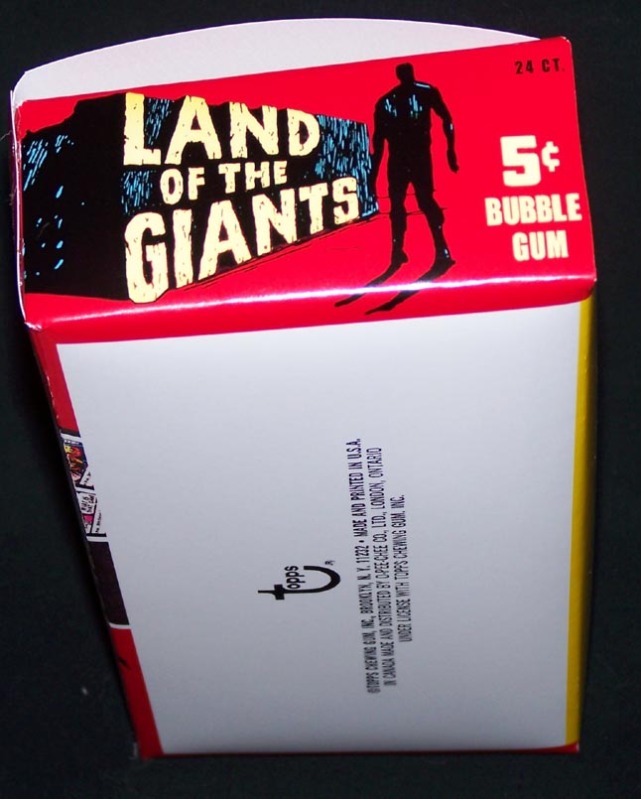 24 CT.
LAND
OF THE
GIANTS
5¢
BUBBLE
GUM
topps ®
©TOPPS CHEWING GUM, INC., BROOKLYN, N. Y. 11232 • MADE AND PRINTED IN U.S.A.
IN CANADA MADE AND DISTRIBUTED BY O-PEE-CHEE CO., LTD., LONDON, ONTARIO
UNDER LICENSE WITH TOPPS CHEWING GUM, INC.